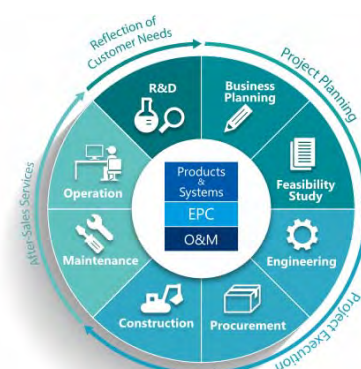 Reflection of
Customer Needs
Project Planning
R&D
Business
Planning
Feasibility
Study
Engineering
Procurement
Construction
Maintenance
Operation
Products
&
Systems
EPC
O&M
After-Sales Services
Project Execution